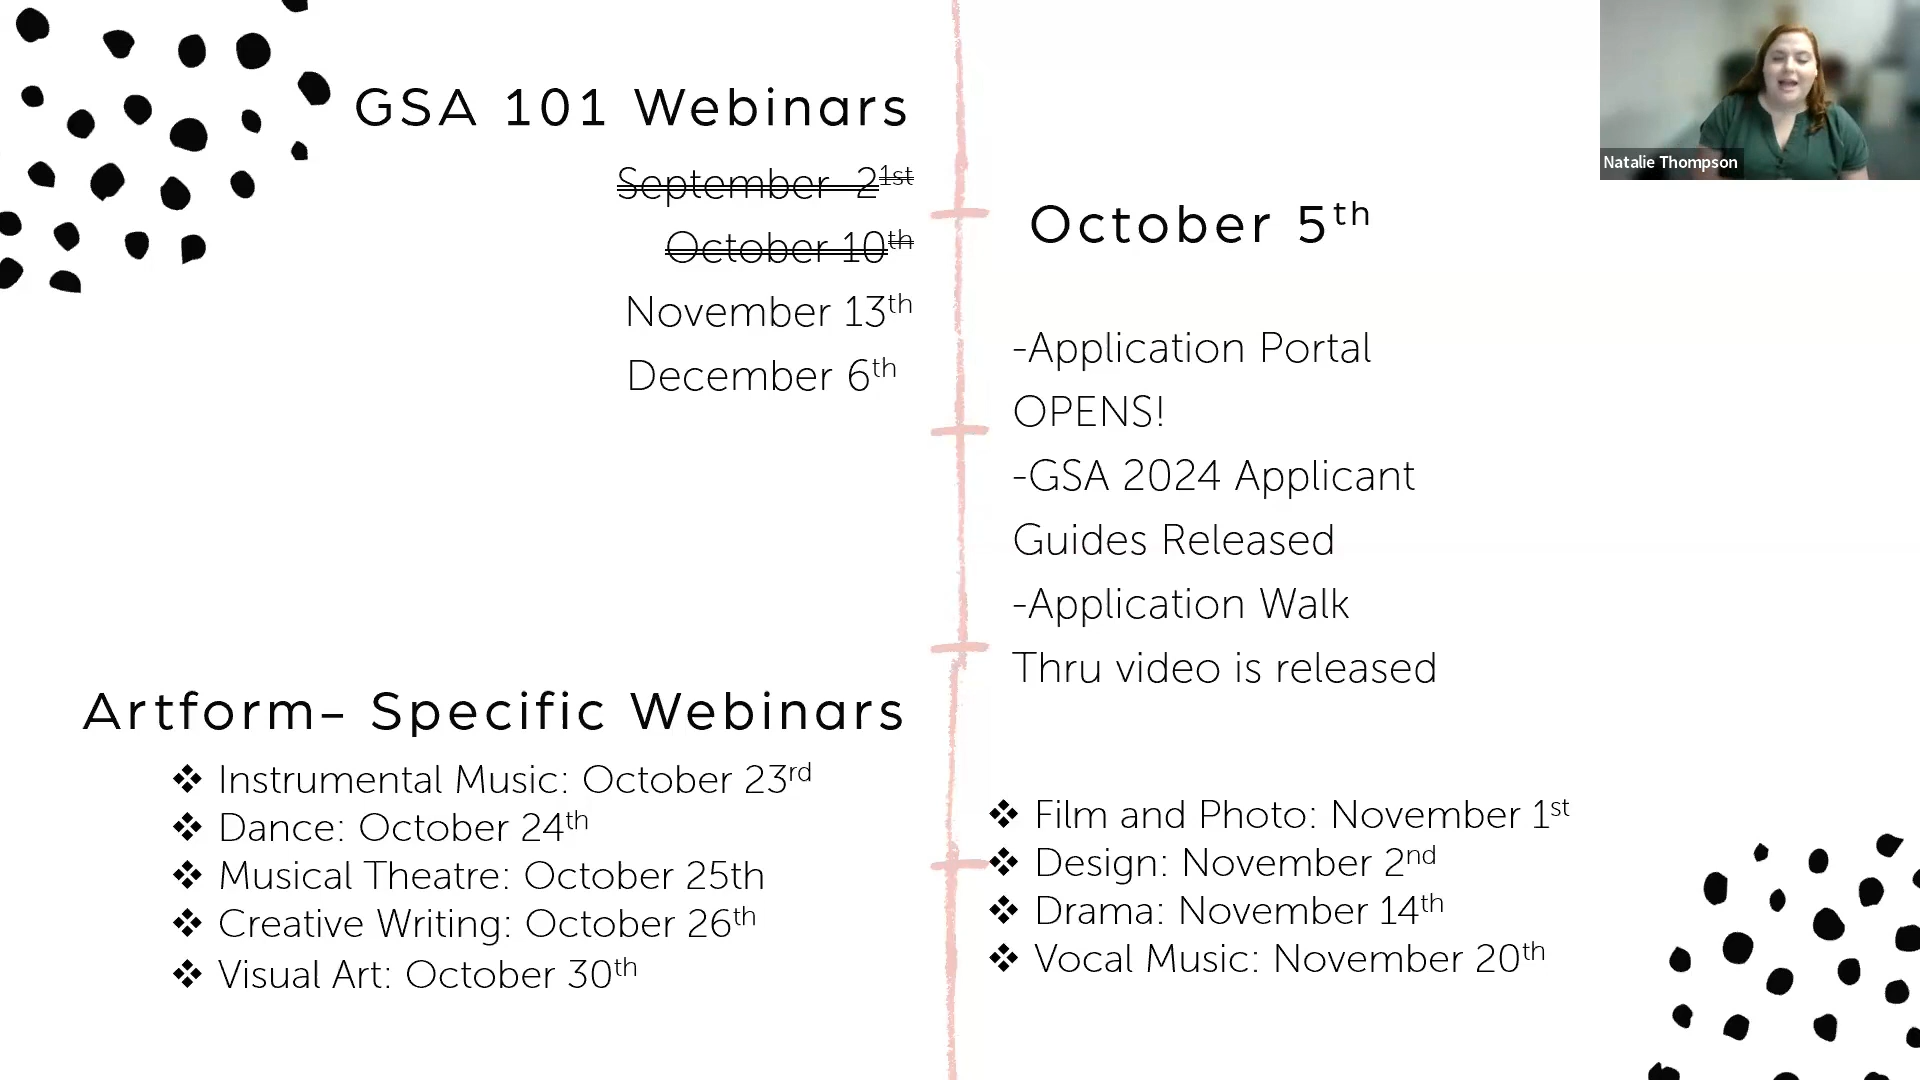 GSA 101 Webinars
September 21st
October 10th
November 13th
December 6th
Natalie Thompson
October 5th
-Application Portal
OPENS!
-GSA 2024 Applicant
Guides Released
-Application Walk
Thru video is released
Artform- Specific Webinars
❖ Instrumental Music: October 23rd
❖ Dance: October 24th
❖ Musical Theatre: October 25th
❖ Creative Writing: October 26th
❖ Visual Art: October 30th
❖ Film and Photo: November 1st
❖ Design: November 2nd
❖ Drama: November 14th
❖ Vocal Music: November 20th